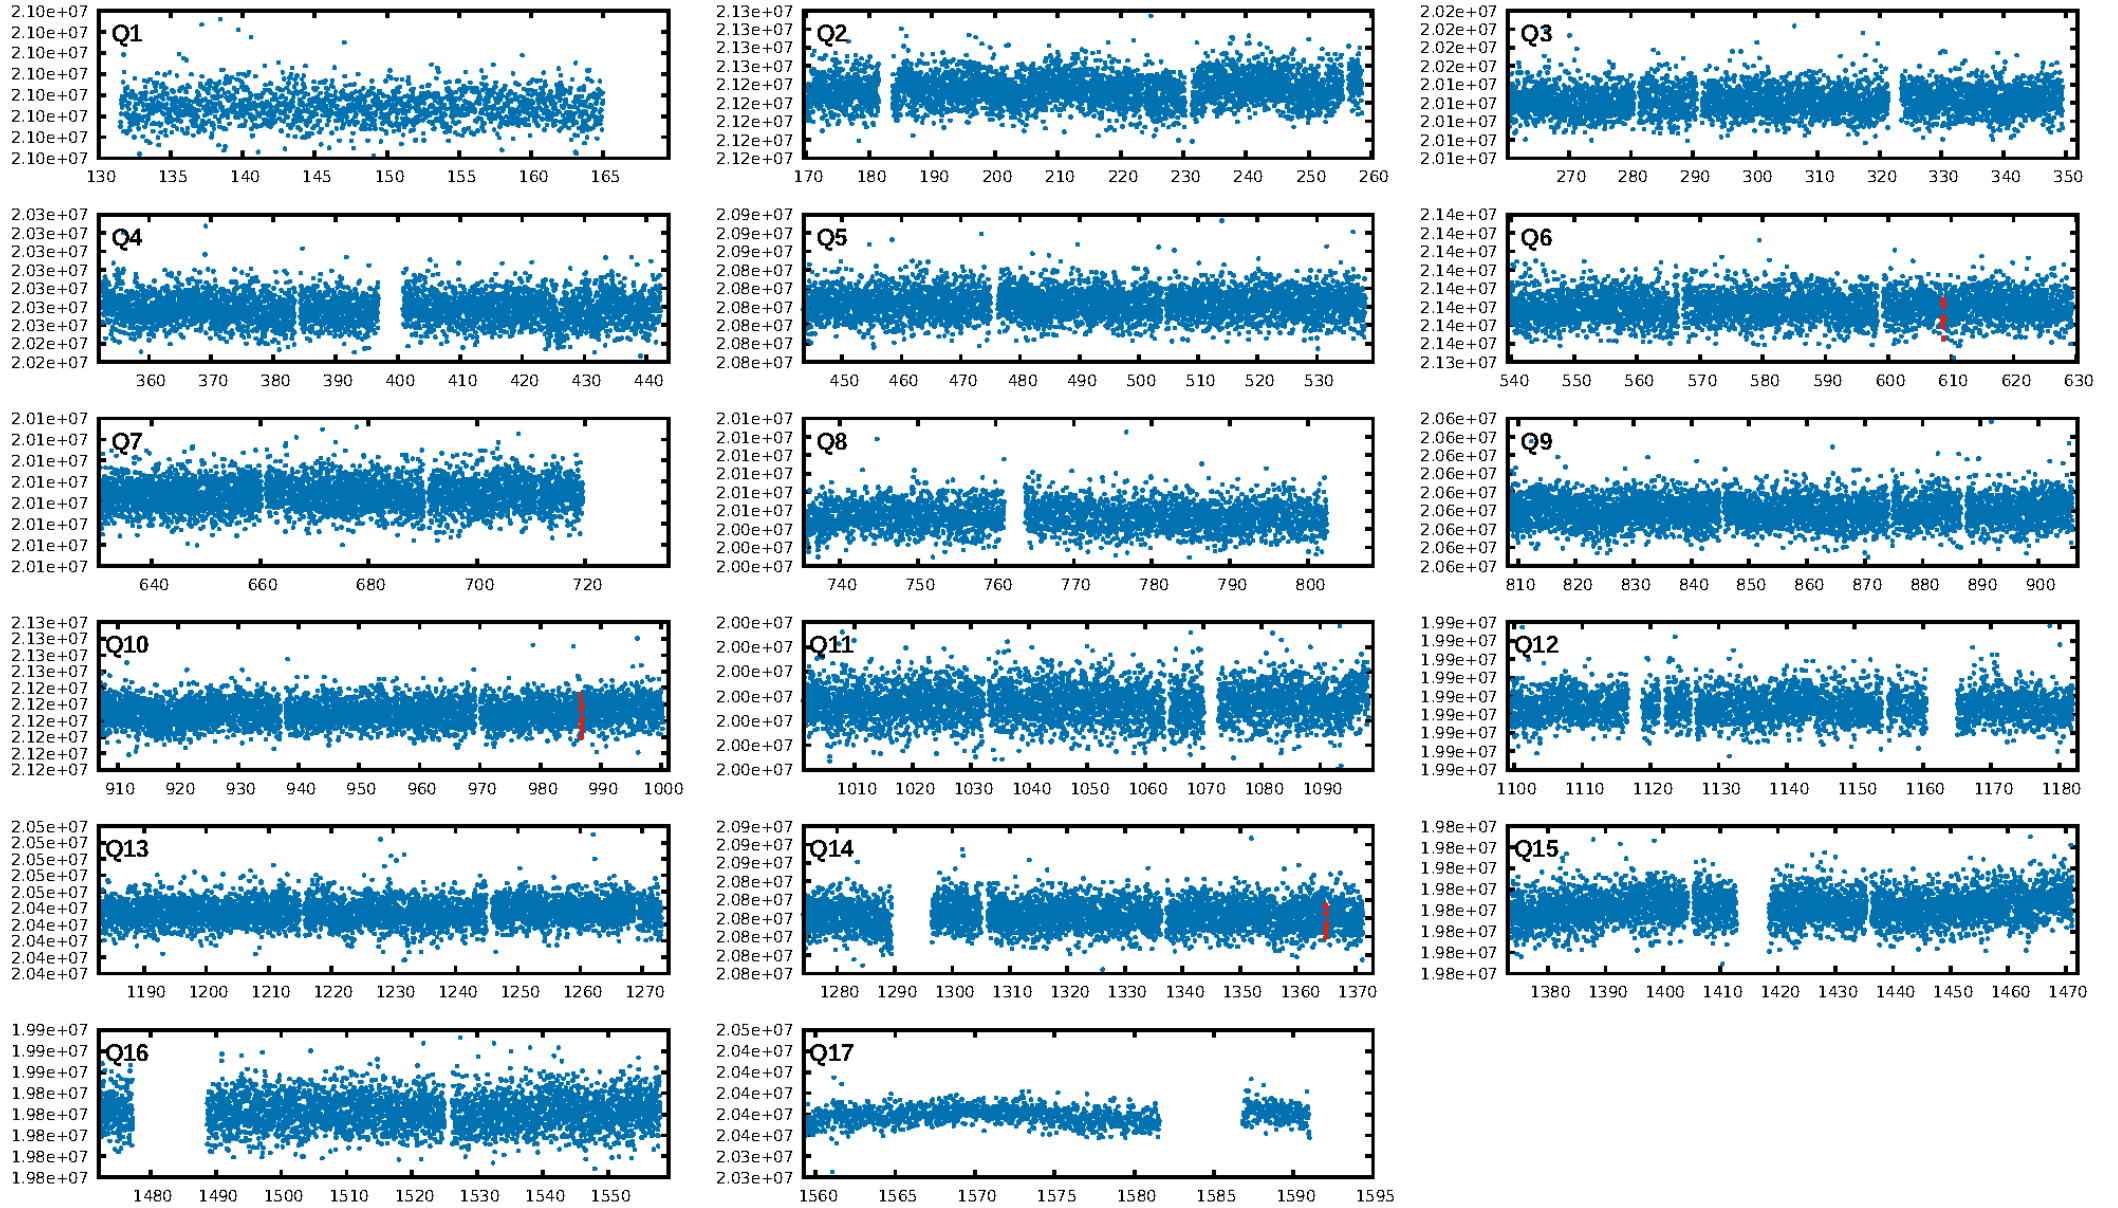 2.10e+07
2.10e+07
2.10e+07
2.10e+07
2.10e+07
2.10e+07
2.10e+07
2.10e+07
Q1
130 135 140 145 150 155 160 165
2.13e+07
2.13e+07
2.13e+07
2.13e+07
2.12e+07
2.12e+07
2.12e+07
2.12e+07
2.12e+07
Q2
170 180 190 200 210 220 230 240 250 260
2.02e+07
2.02e+07
2.02e+07
2.02e+07
2.01e+07
2.01e+07
2.01e+07
2.01e+07
2.01e+07
Q3
270 280 290 300 310 320 330 340 350
2.03e+07
2.03e+07
2.03e+07
2.03e+07
2.03e+07
2.03e+07
2.03e+07
2.02e+07
2.02e+07
Q4
360 370 380 390 400 410 420 430 440
2.09e+07
2.09e+07
2.09e+07
2.08e+07
2.08e+07
2.08e+07
2.08e+07
2.08e+07
2.08e+07
Q5
450 460 470 480 490 500 510 520 530
2.14e+07
2.14e+07
2.14e+07
2.14e+07
2.14e+07
2.14e+07
2.14e+07
2.14e+07
2.13e+07
Q6
540 550 560 570 580 590 600 610 620 630
2.01e+07
2.01e+07
2.01e+07
2.01e+07
2.01e+07
2.01e+07
2.01e+07
2.01e+07
Q7
640 660 680 700 720
2.01e+07
2.01e+07
2.01e+07
2.01e+07
2.01e+07
2.01e+07
2.00e+07
2.00e+07
2.00e+07
Q8
740 750 760 770 780 790 800
2.06e+07
2.06e+07
2.06e+07
2.06e+07
2.06e+07
2.06e+07
2.06e+07
2.06e+07
2.06e+07
Q9
810 820 830 840 850 860 870 880 890 900
2.13e+07
2.13e+07
2.13e+07
2.13e+07
2.12e+07
2.12e+07
2.12e+07
2.12e+07
2.12e+07
2.12e+07
Q10
910 920 930 940 950 960 970 980 990 1000
2.00e+07
2.00e+07
2.00e+07
2.00e+07
2.00e+07
2.00e+07
2.00e+07
Q11
1010 1020 1030 1040 1050 1060 1070 1080 1090
1.99e+07
1.99e+07
1.99e+07
1.99e+07
1.99e+07
1.99e+07
1.99e+07
1.99e+07
1.99e+07
Q12
1100 1110 1120 1130 1140 1150 1160 1170 1180
2.05e+07
2.05e+07
2.05e+07
2.05e+07
2.05e+07
2.04e+07
2.04e+07
2.04e+07
2.04e+07
2.04e+07
Q13
1190 1200 1210 1220 1230 1240 1250 1260 1270
2.09e+07
2.09e+07
2.09e+07
2.08e+07
2.08e+07
2.08e+07
2.08e+07
2.08e+07
2.08e+07
Q14
1280 1290 1300 1310 1320 1330 1340 1350 1360 1370
1.98e+07
1.98e+07
1.98e+07
1.98e+07
1.98e+07
1.98e+07
1.98e+07
1.98e+07
Q15
1380 1390 1400 1410 1420 1430 1440 1450 1460 1470
1.99e+07
1.99e+07
1.99e+07
1.98e+07
1.98e+07
1.98e+07
1.98e+07
1.98e+07
Q16
1480 1490 1500 1510 1520 1530 1540 1550
2.05e+07
2.04e+07
2.04e+07
2.04e+07
2.04e+07
2.04e+07
2.03e+07
2.03e+07
Q17
1560 1565 1570 1575 1580 1585 1590 1595